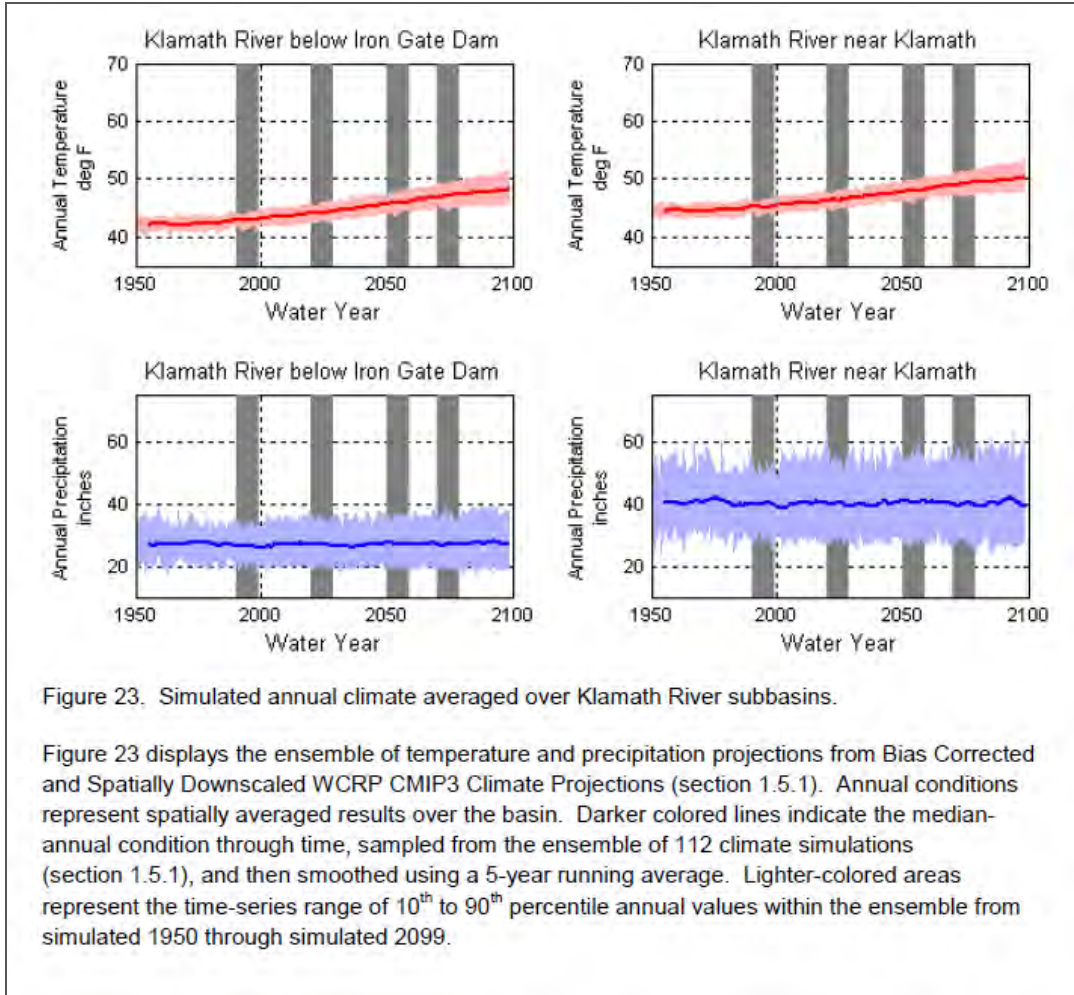 Klamath River below Iron Gate Dam
70
60
50
40
Annual Temperature
deg F
1950 2000 2050 2100
Water Year
Klamath River near Klamath
70
60
50
40
Annual Temperature
deg F
1950 2000 2050 2100
Water Year
Klamath River below Iron Gate Dam
60
40
20
Annual Precipitation
inches
1950 2000 2050 2100
Water Year
Klamath River near Klamath
60
40
20
Annual Precipitation
inches
1950 2000 2050 2100
Water Year
Figure 23. Simulated annual climate averaged over Klamath River subbasins.
Figure 23 displays the ensemble of temperature and precipitation projections from Bias Corrected
and Spatially Downscaled WCRP CMIP3 Climate Projections (section 1.5.1). Annual conditions
represent spatially averaged results over the basin. Darker colored lines indicate the median-
annual condition through time, sampled from the ensemble of 112 climate simulations
(section 1.5.1), and then smoothed using a 5-year running average. Lighter-colored areas
represent the time-series range of 10th to 90th percentile annual values within the ensemble from
simulated 1950 through simulated 2099.